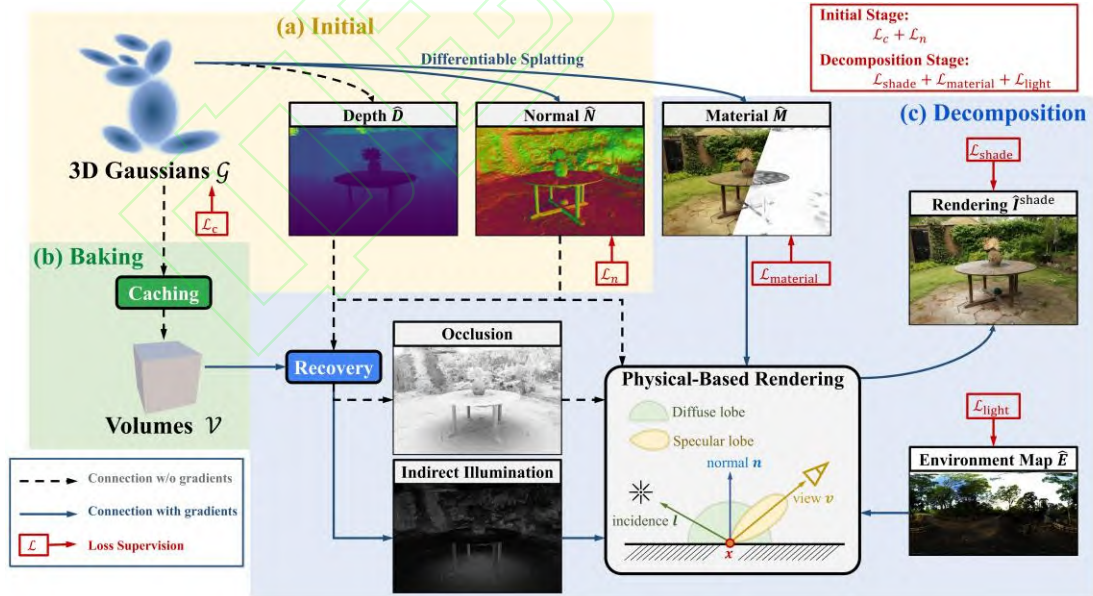 (a) Initial
Differentiable Splatting
Initial Stage:
ℒc + ℒn
Decomposition Stage:
ℒshade + ℒmaterial + ℒlight
3D Gaussians 𝒢
ℒc
Depth D̂
Normal N̂
ℒn
Material M̂
ℒmaterial
(c) Decomposition
ℒshade
Rendering Îshade
(b) Baking
Caching
Volumes 𝒱
Recovery
Occlusion
Indirect Illumination
Physical-Based Rendering
Diffuse lobe
Specular lobe
normal n
view v
incidence l
x
ℒlight
Environment Map Ê
Connection w/o gradients
Connection with gradients
ℒ Loss Supervision